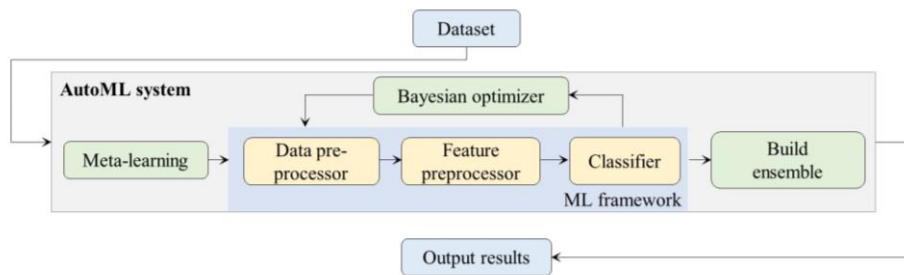 Dataset
AutoML system
Bayesian optimizer
Meta-learning
Data pre-
processor
Feature
preprocessor
Classifier
Build
ensemble
ML framework
Output results